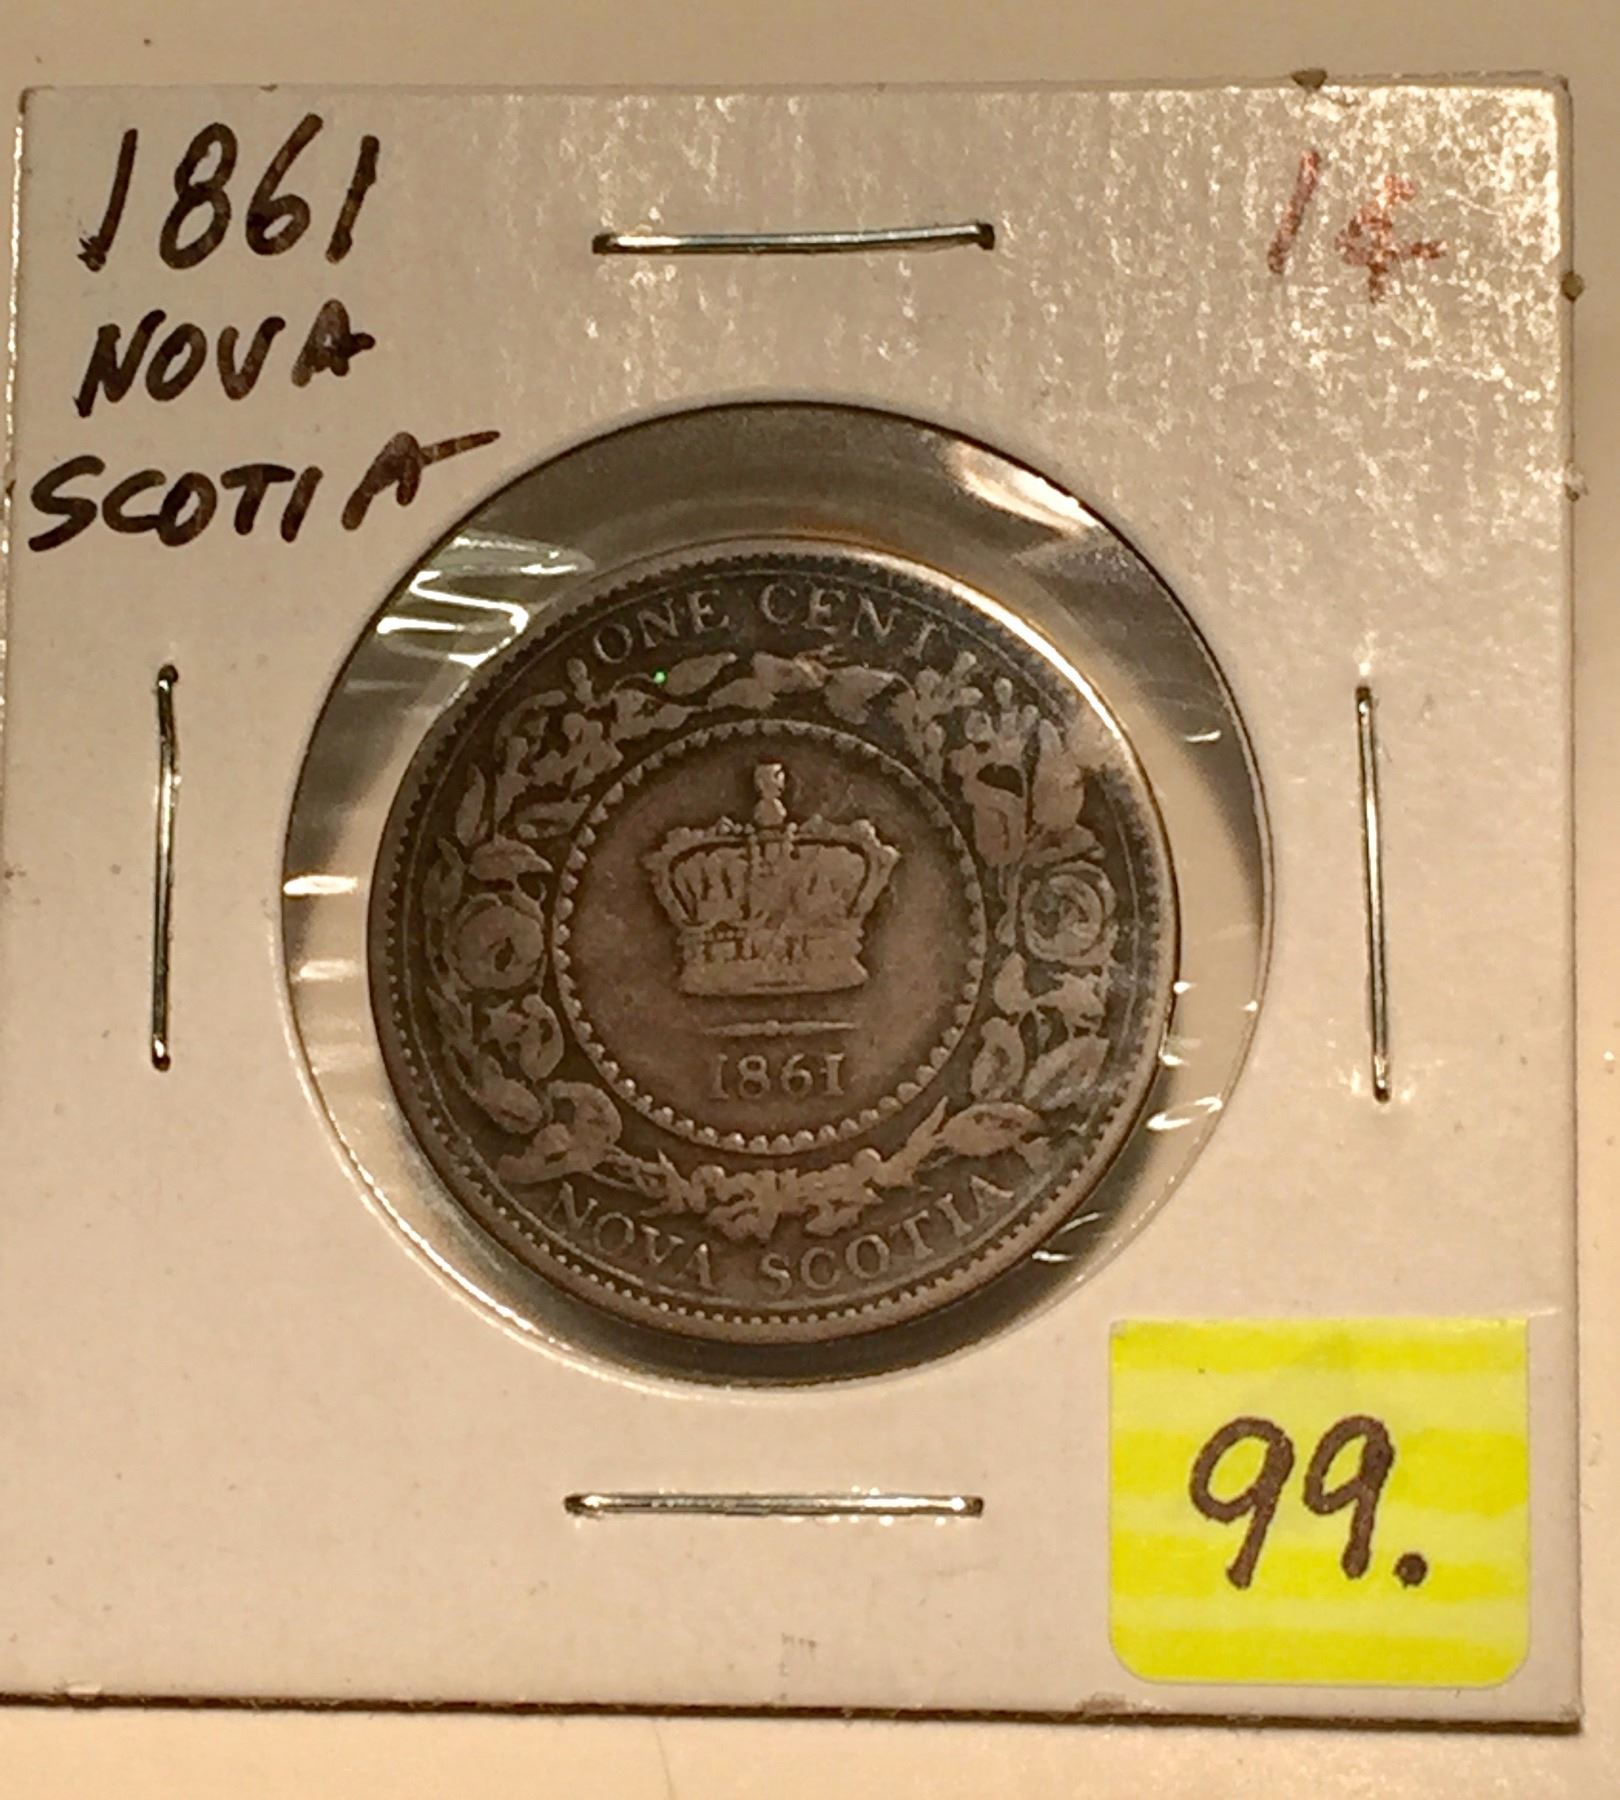 1861
NOVA
SCOTIA
1¢
ONE CENT
1861
NOVA SCOTIA
99.